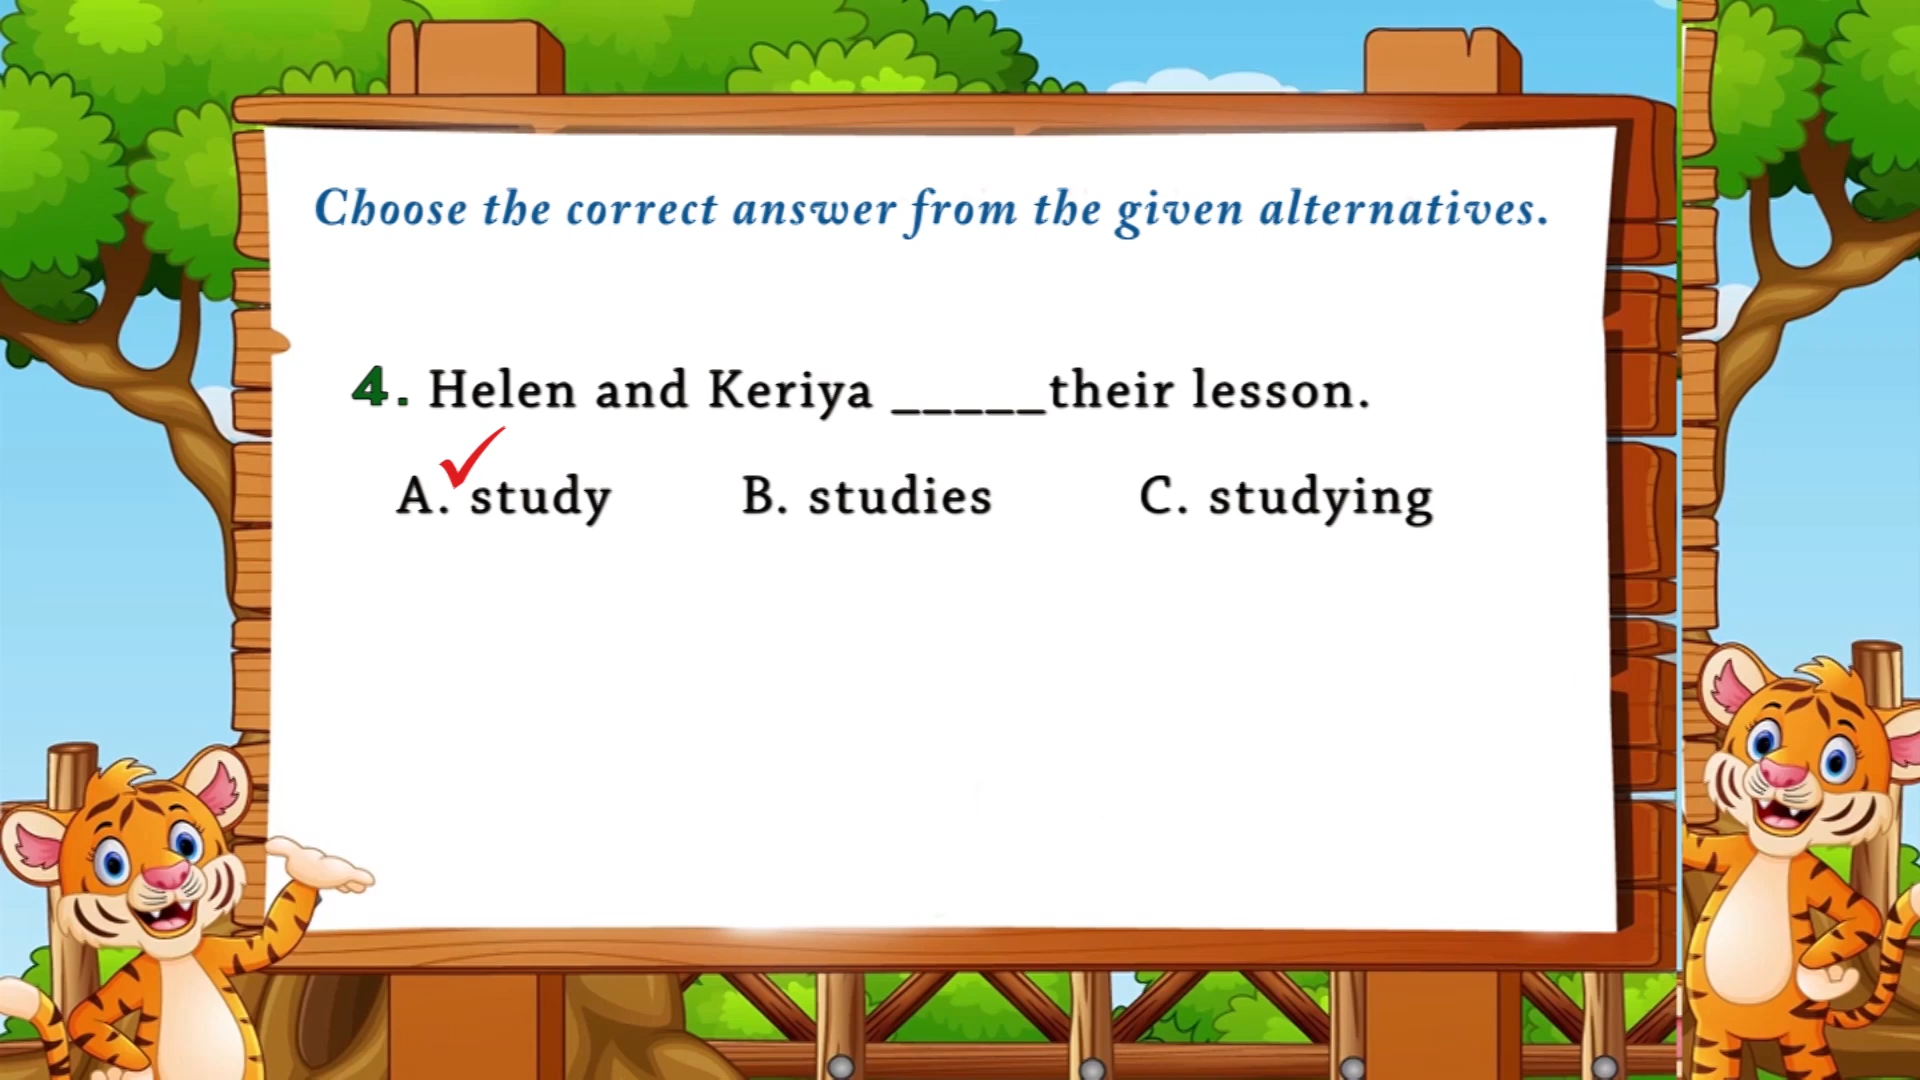 Choose the correct answer from the given alternatives.
4. Helen and Keriya _____their lesson.
A. study B. studies C. studying